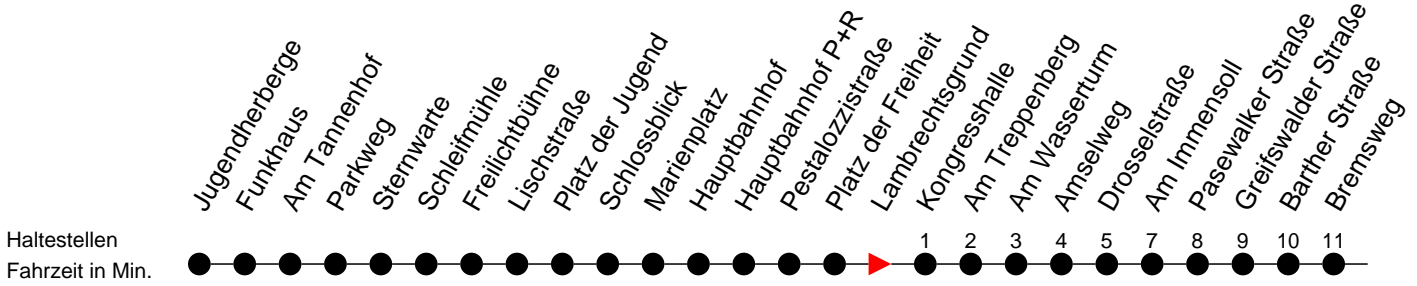 Jugendherberge
Funkhaus
Am Tannenhof
Parkweg
Sternwarte
Schleifmühle
Freilichtbühne
Lischstraße
Platz der Jugend
Schlossblick
Marienplatz
Hauptbahnhof
Hauptbahnhof P+R
Pestalozzistraße
Platz der Freiheit
Lambrechtsgrund
Kongresshalle
Am Treppenberg
Am Wasserturm
Amselweg
Drosselstraße
Am Immensoll
Pasewalker Straße
Greifswalder Straße
Barther Straße
Bremsweg
Haltestellen 1 2 3 4 5 7 8 9 10 11
Fahrzeit in Min.